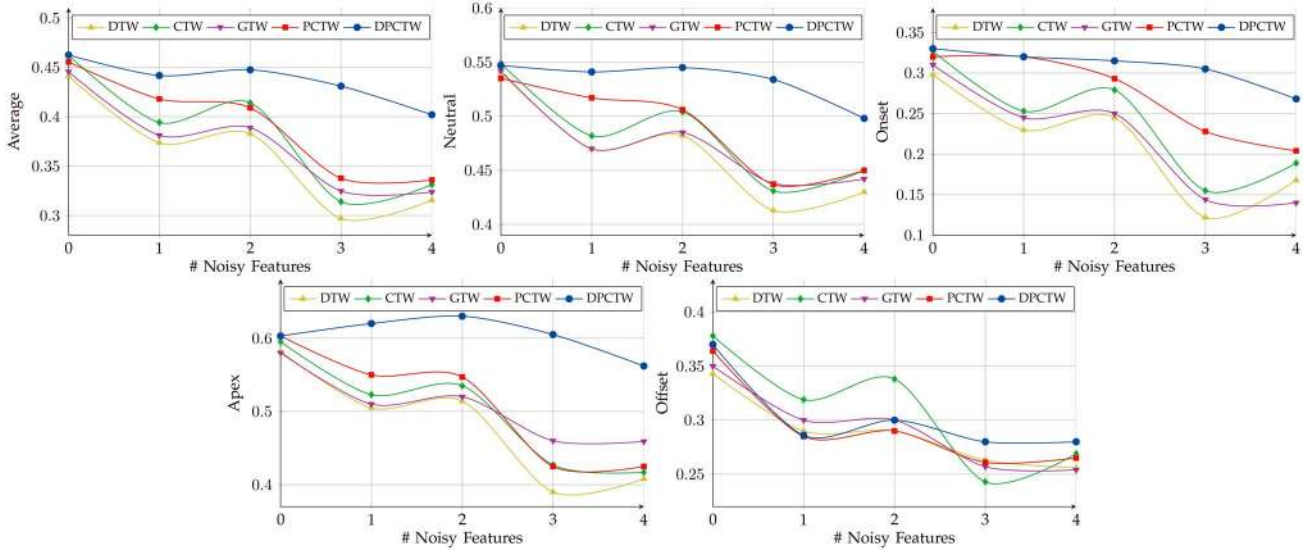 0.5
DTW CTW GTW PCTW DPCTW
0.45
0.4
0.35
0.3
Average
0 1 2 3 4
# Noisy Features
0.6
DTW CTW GTW PCTW DPCTW
0.55
0.5
0.45
0.4
Neutral
0 1 2 3 4
# Noisy Features
0.35
DTW CTW GTW PCTW DPCTW
0.3
0.25
0.2
0.15
0.1
Onset
0 1 2 3 4
# Noisy Features
DTW CTW GTW PCTW DPCTW
0.6
0.5
0.4
Apex
0 1 2 3 4
# Noisy Features
0.4
DTW CTW GTW PCTW DPCTW
0.35
0.3
0.25
Offset
0 1 2 3 4
# Noisy Features